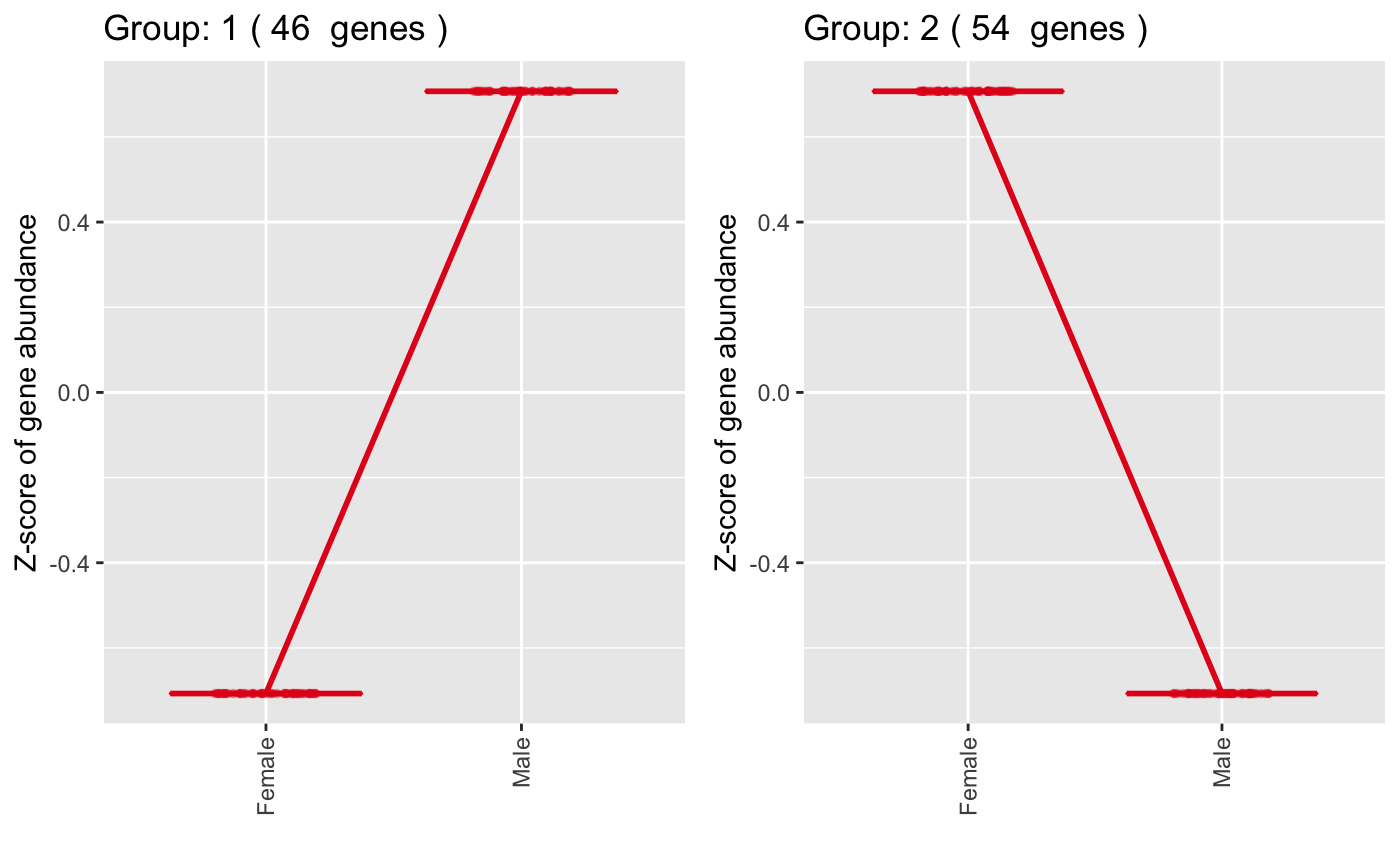 Group: 1 ( 46  genes )
Z-score of gene abundance
0.4
0.0
-0.4
Female
Male
Group: 2 ( 54  genes )
Z-score of gene abundance
0.4
0.0
-0.4
Female
Male